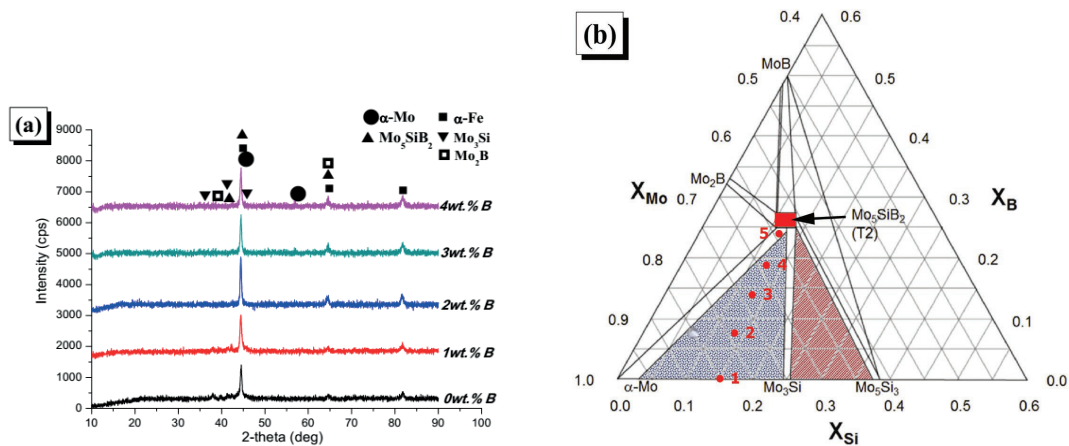 (a)
α-Mo
α-Fe
Mo₅SiB₂
Mo₃Si
Mo₂B
9000
8000
7000
6000
5000
4000
3000
2000
1000
0
Intensity (cps)
4wt.% B
3wt.% B
2wt.% B
1wt.% B
0wt.% B
10 20 30 40 50 60 70 80 90 100
2-theta (deg)
(b)
0.4 0.6
MoB
0.5 0.5
0.6 0.4
Mo₂B
0.7 0.3
X_Mo X_B
Mo₅SiB₂
(T2)
5
0.8 4 0.2
3
0.9 2 0.1
1.0 1 0.0
α-Mo Mo₃Si Mo₅Si₃
0.0 0.1 0.2 0.3 0.4 0.5 0.6
X_Si